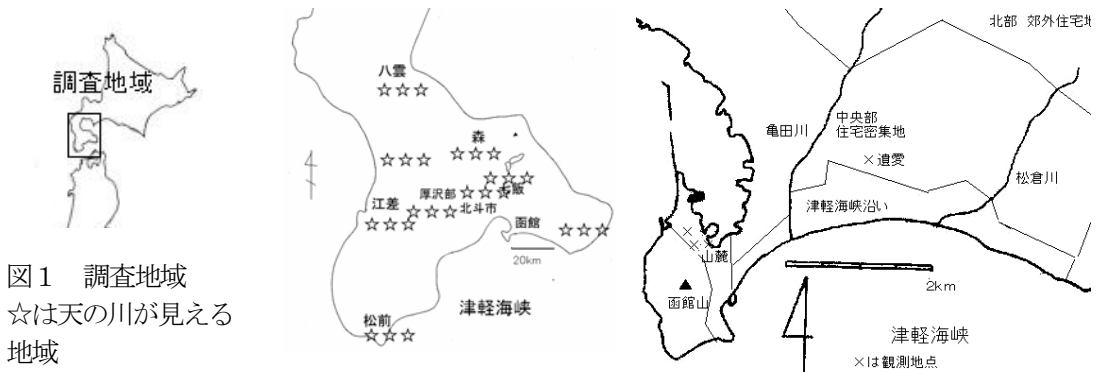 調査地域
図1 調査地域
☆は天の川が見える
地域
八雲
☆☆☆
森
☆☆☆
☆☆☆
☆☆☆
厚沢部
☆☆☆
江差
☆☆☆
北斗市
☆☆☆
函館
☆☆☆
20km
津軽海峡
松前
☆☆☆
北部 郊外住宅地
中央部
住宅密集地
亀田川
×遺愛
松倉川
津軽海峡沿い
山麓
函館山
2km
津軽海峡
×は観測地点